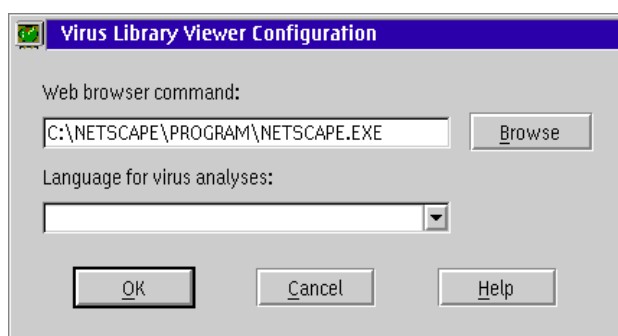 Virus Library Viewer Configuration
Web browser command:
C:\NETSCAPE\PROGRAM\NETSCAPE.EXE Browse
Language for virus analyses:
OK Cancel Help